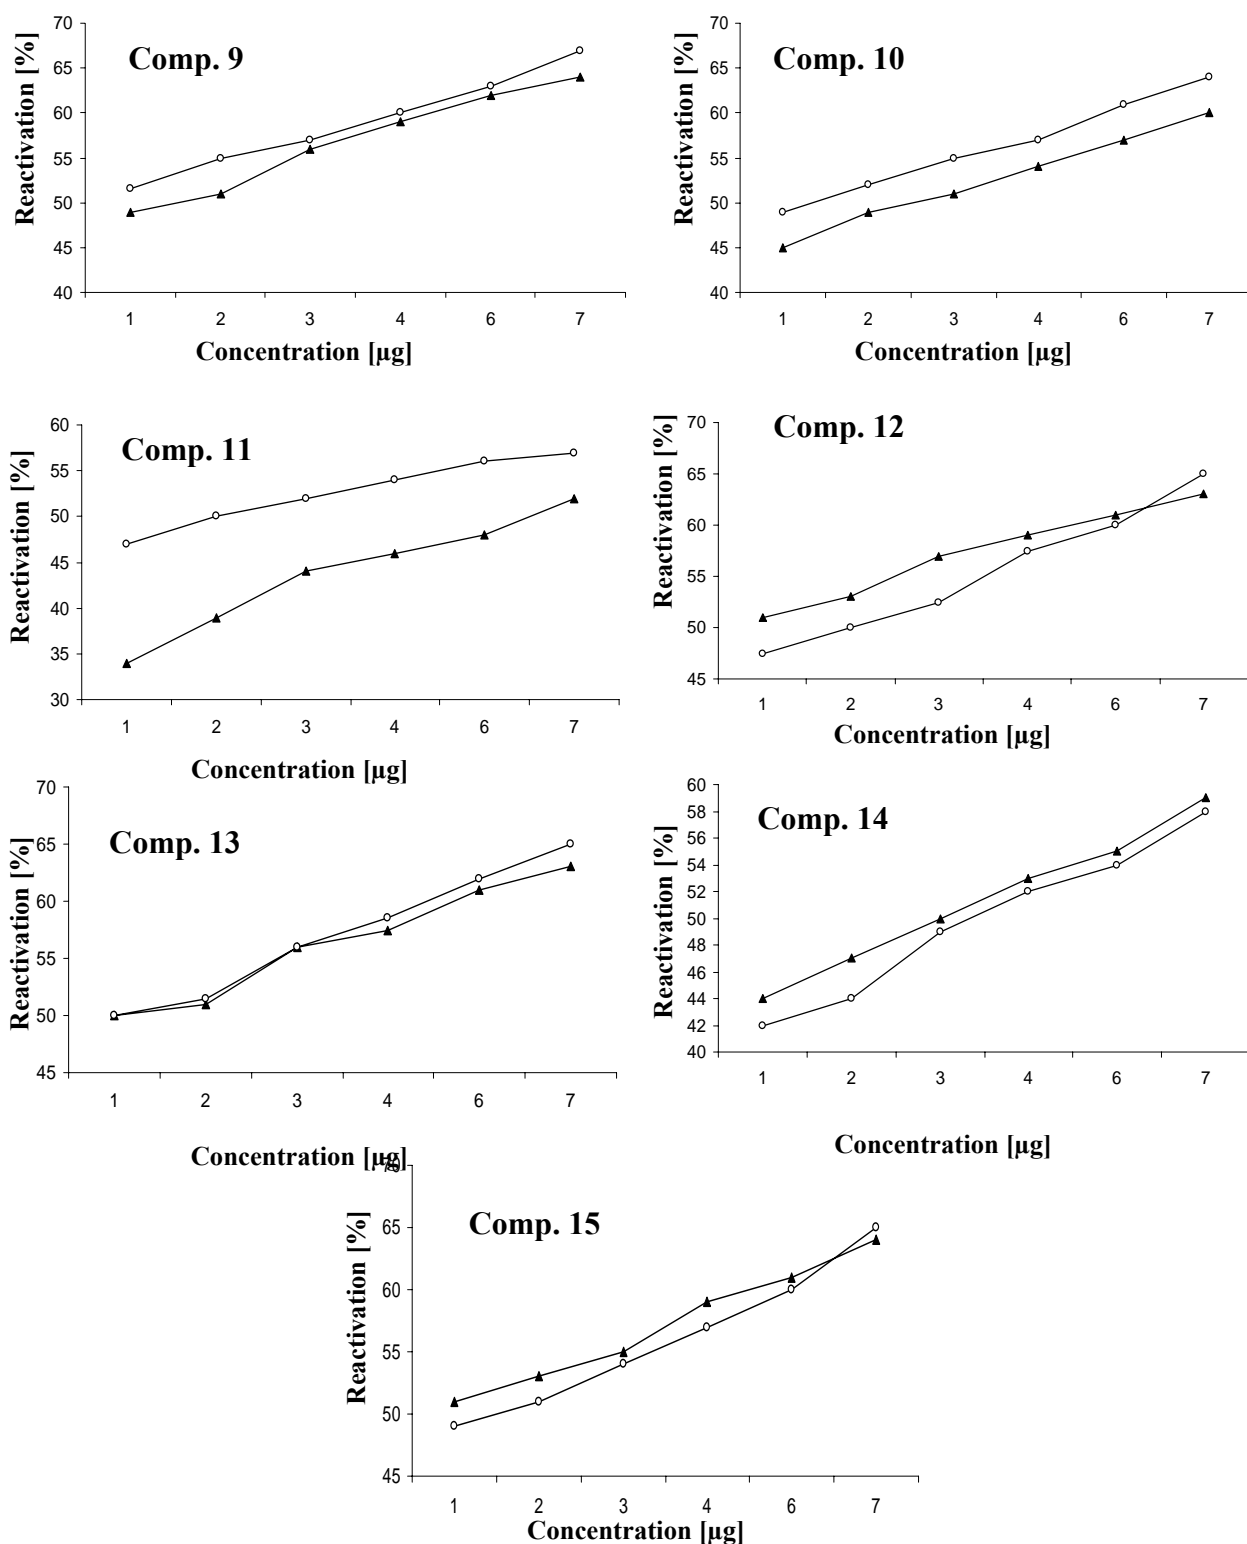 Comp. 9
Reactivation [%]
70
65
60
55
50
45
40
1 2 3 4 6 7
Concentration [µg]
Comp. 10
Reactivation [%]
70
65
60
55
50
45
40
1 2 3 4 6 7
Concentration [µg]
Comp. 11
Reactivation [%]
60
55
50
45
40
35
30
1 2 3 4 6 7
Concentration [µg]
Comp. 12
Reactivation [%]
70
65
60
55
50
45
1 2 3 4 6 7
Concentration [µg]
Comp. 13
Reactivation [%]
70
65
60
55
50
45
1 2 3 4 6 7
Concentration [µg]
Comp. 14
Reactivation [%]
60
58
56
54
52
50
48
46
44
42
40
1 2 3 4 6 7
Concentration [µg]
Comp. 15
Reactivation [%]
70
65
60
55
50
45
1 2 3 4 6 7
Concentration [µg]